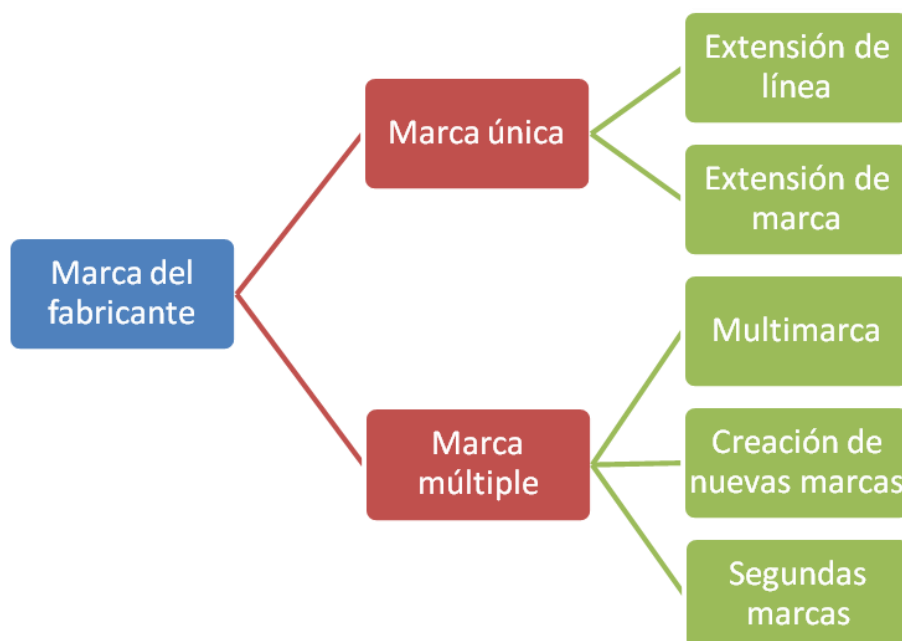 Marca del
fabricante
Marca única
Extensión de
línea
Extensión de
marca
Marca
múltiple
Multimarca
Creación de
nuevas marcas
Segundas
marcas